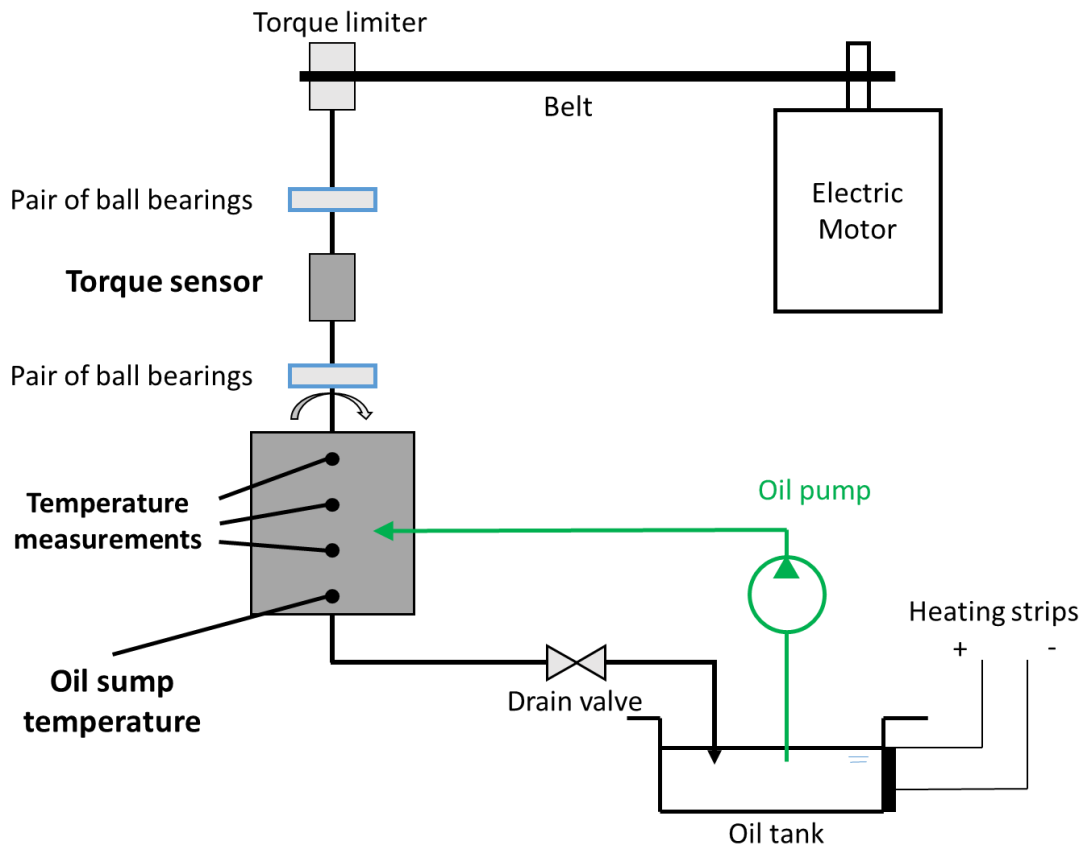 Torque limiter
Belt
Pair of ball bearings
Electric
Motor
Torque sensor
Pair of ball bearings
Temperature
measurements
Oil pump
Heating strips
+ -
Oil sump
temperature
Drain valve
Oil tank